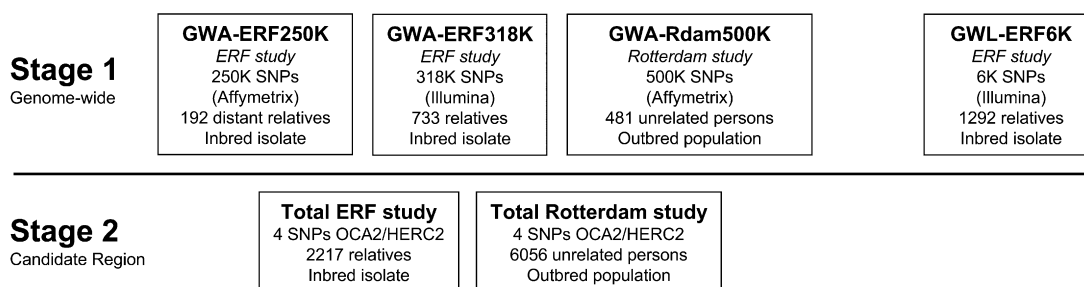 Stage 1
Genome-wide
GWA-ERF250K
ERF study
250K SNPs
(Affymetrix)
192 distant relatives
Inbred isolate
GWA-ERF318K
ERF study
318K SNPs
(Illumina)
733 relatives
Inbred isolate
GWA-Rdam500K
Rotterdam study
500K SNPs
(Affymetrix)
481 unrelated persons
Outbred population
GWL-ERF6K
ERF study
6K SNPs
(Illumina)
1292 relatives
Inbred isolate
Stage 2
Candidate Region
Total ERF study
4 SNPs OCA2/HERC2
2217 relatives
Inbred isolate
Total Rotterdam study
4 SNPs OCA2/HERC2
6056 unrelated persons
Outbred population